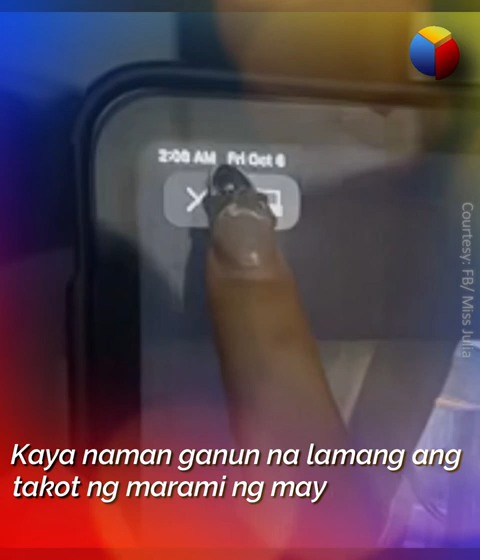 2:08 AM Fri Oct 6
Courtesy: FB/ Miss Julia
Kaya naman ganun na lamang ang
takot ng marami ng may